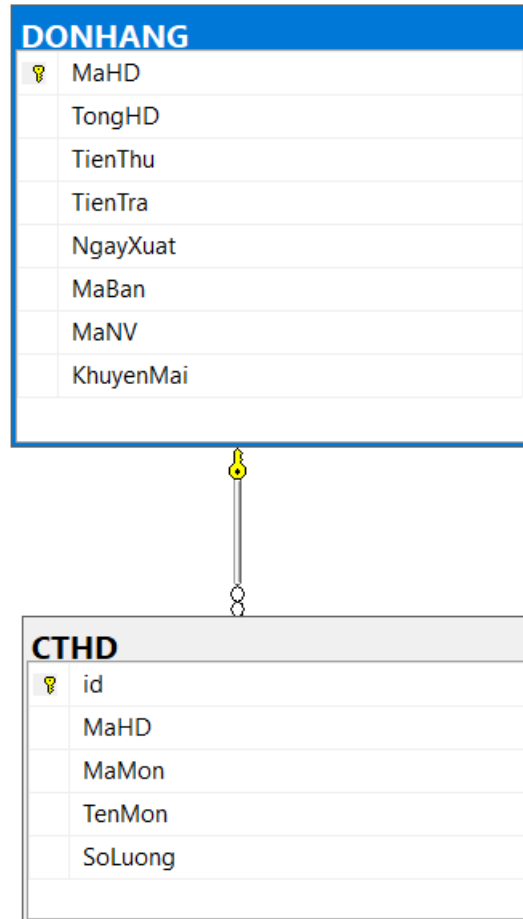 DONHANG
MaHD
TongHD
TienThu
TienTra
NgayXuat
MaBan
MaNV
KhuyenMai
CTHD
id
MaHD
MaMon
TenMon
SoLuong